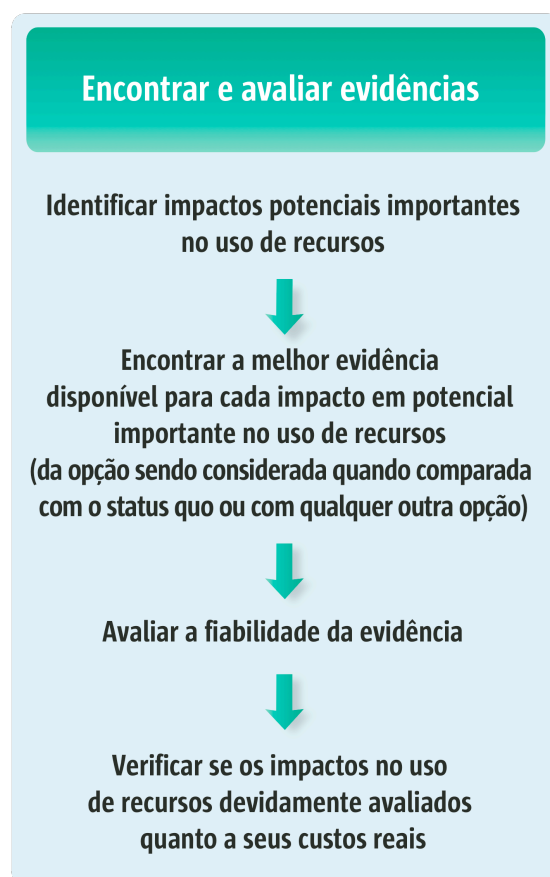 Encontrar e avaliar evidências
Identificar impactos potenciais importantes
no uso de recursos
Encontrar a melhor evidência
disponível para cada impacto em potencial
importante no uso de recursos
(da opção sendo considerada quando comparada
com o status quo ou com qualquer outra opção)
Avaliar a fiabilidade da evidência
Verificar se os impactos no uso
de recursos devidamente avaliados
quanto a seus custos reais